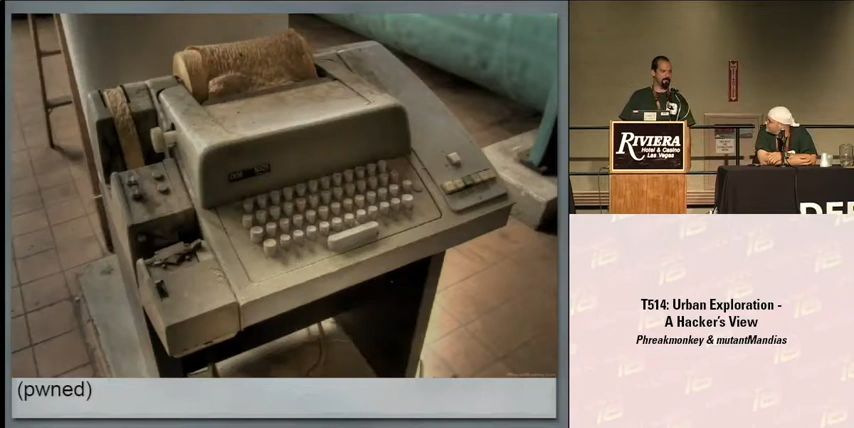 (pwned)
RIVIERA
Hotel & Casino
Las Vegas
T514: Urban Exploration -
A Hacker's View
Phreakmonkey & mutantMandias